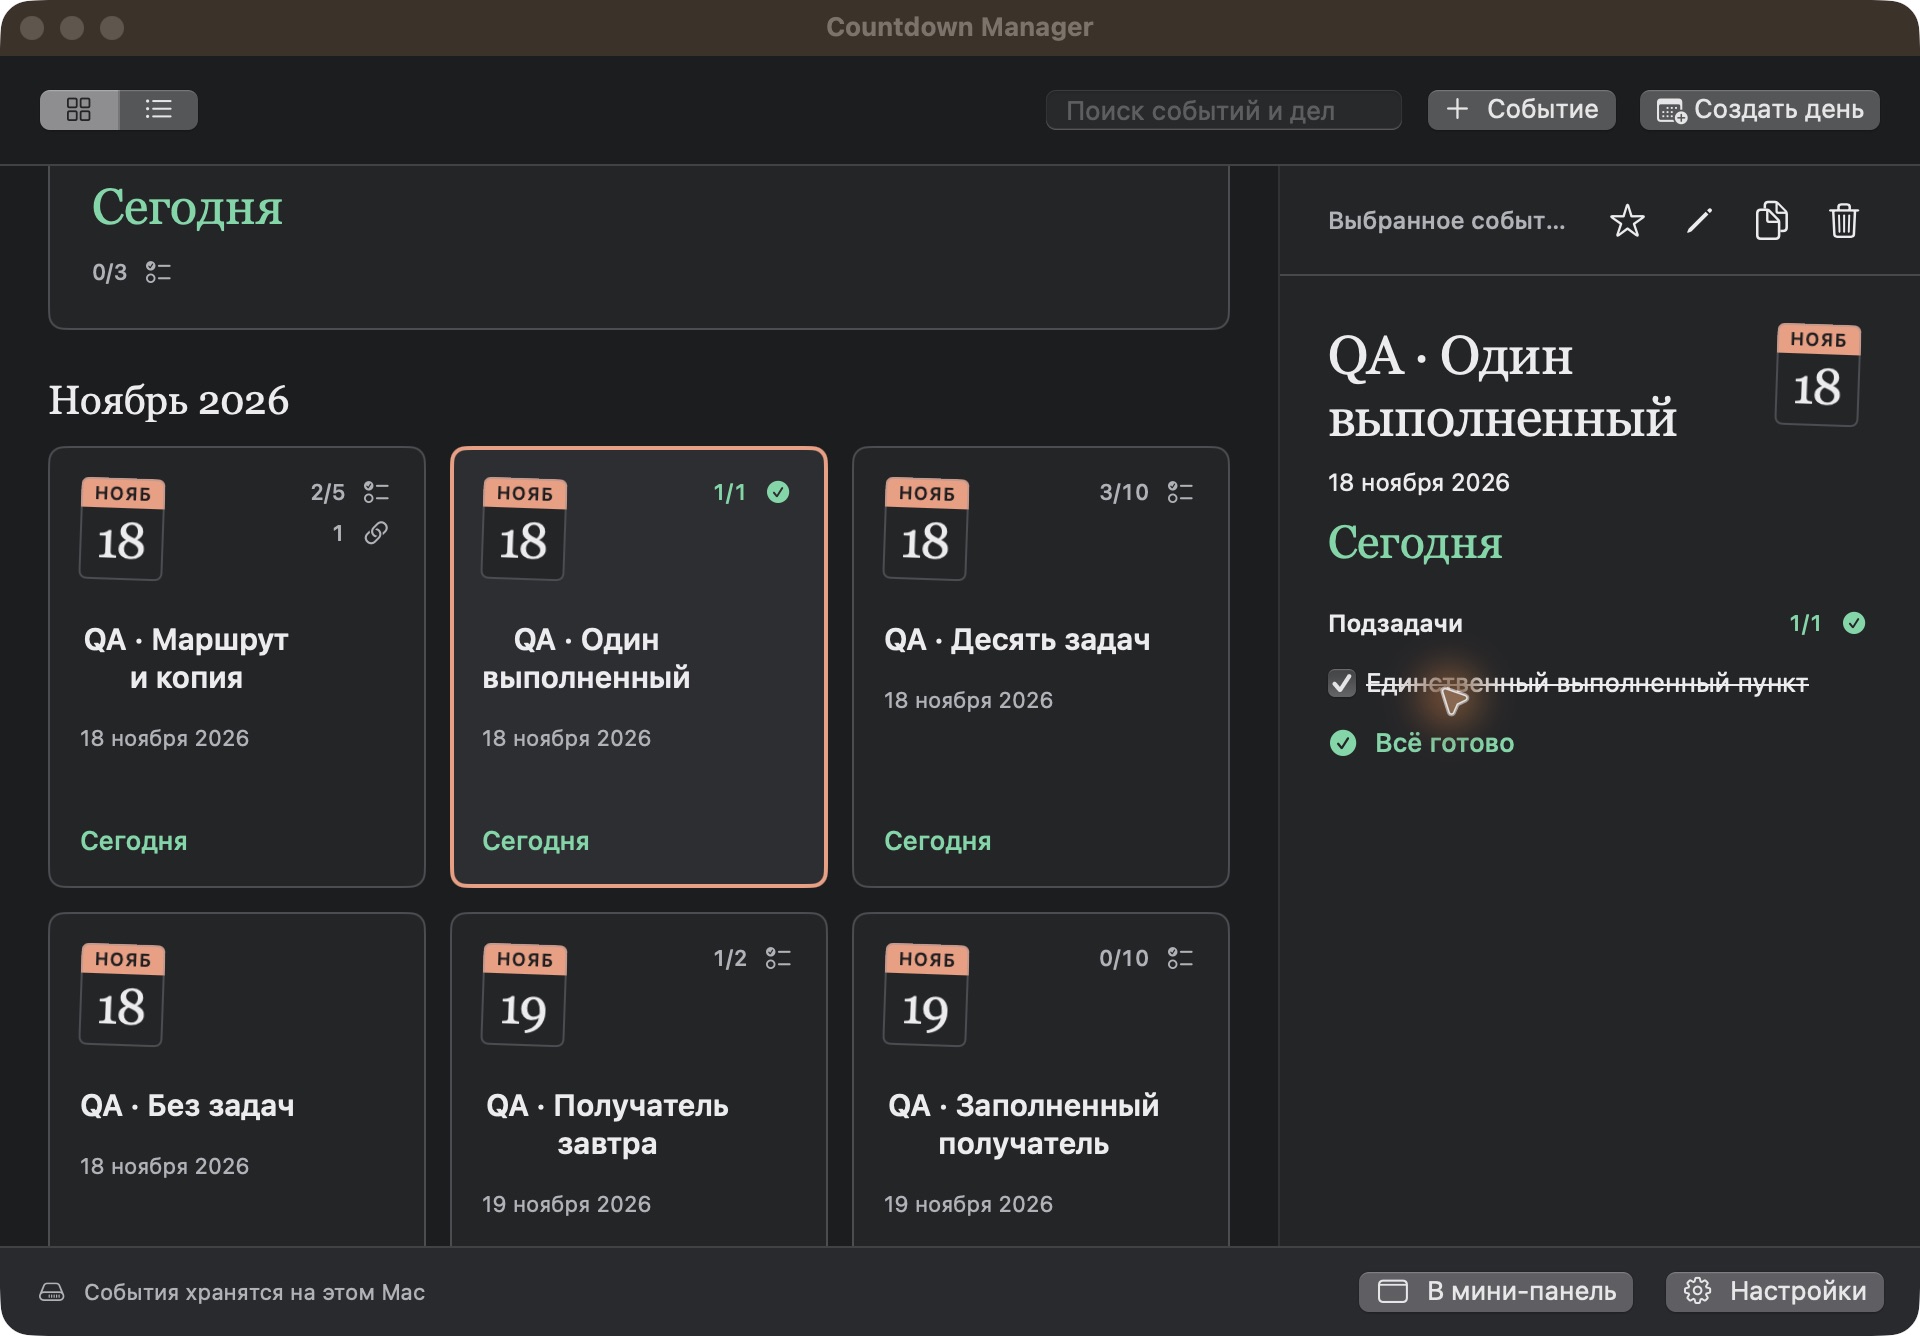 Countdown Manager
Поиск событий и дел
Событие
Создать день
Сегодня
0/3
Ноябрь 2026
НОЯБ
18
2/5
1
QA · Маршрут
и копия
18 ноября 2026
Сегодня
НОЯБ
18
1/1
QA · Один
выполненный
18 ноября 2026
Сегодня
НОЯБ
18
3/10
QA · Десять задач
18 ноября 2026
Сегодня
НОЯБ
18
QA · Без задач
18 ноября 2026
НОЯБ
19
1/2
QA · Получатель
завтра
19 ноября 2026
НОЯБ
19
0/10
QA · Заполненный
получатель
19 ноября 2026
Выбранное событ...
QA · Один
выполненный
НОЯБ
18
18 ноября 2026
Сегодня
Подзадачи
1/1
Единственный выполненный пункт
Всё готово
События хранятся на этом Mac
В мини-панель
Настройки